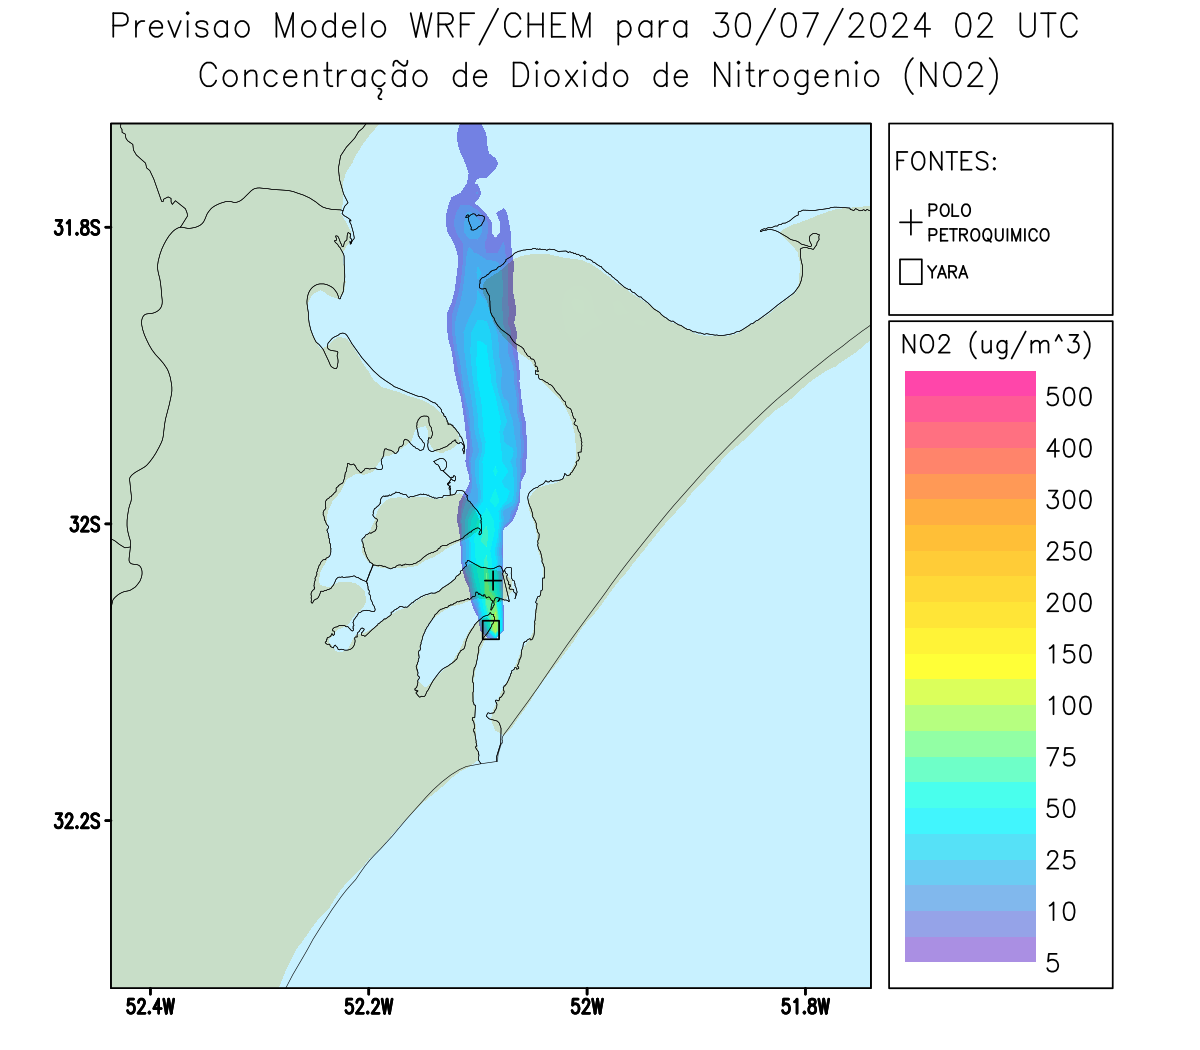 Previsao Modelo WRF/CHEM para 30/07/2024 02 UTC
Concentração de Dioxido de Nitrogenio (NO2)
FONTES:
POLO
PETROQUIMICO
YARA
31.8S
32S
32.2S
52.4W
52.2W
52W
51.8W
NO2 (ug/m^3)
500
400
300
250
200
150
100
75
50
25
10
5